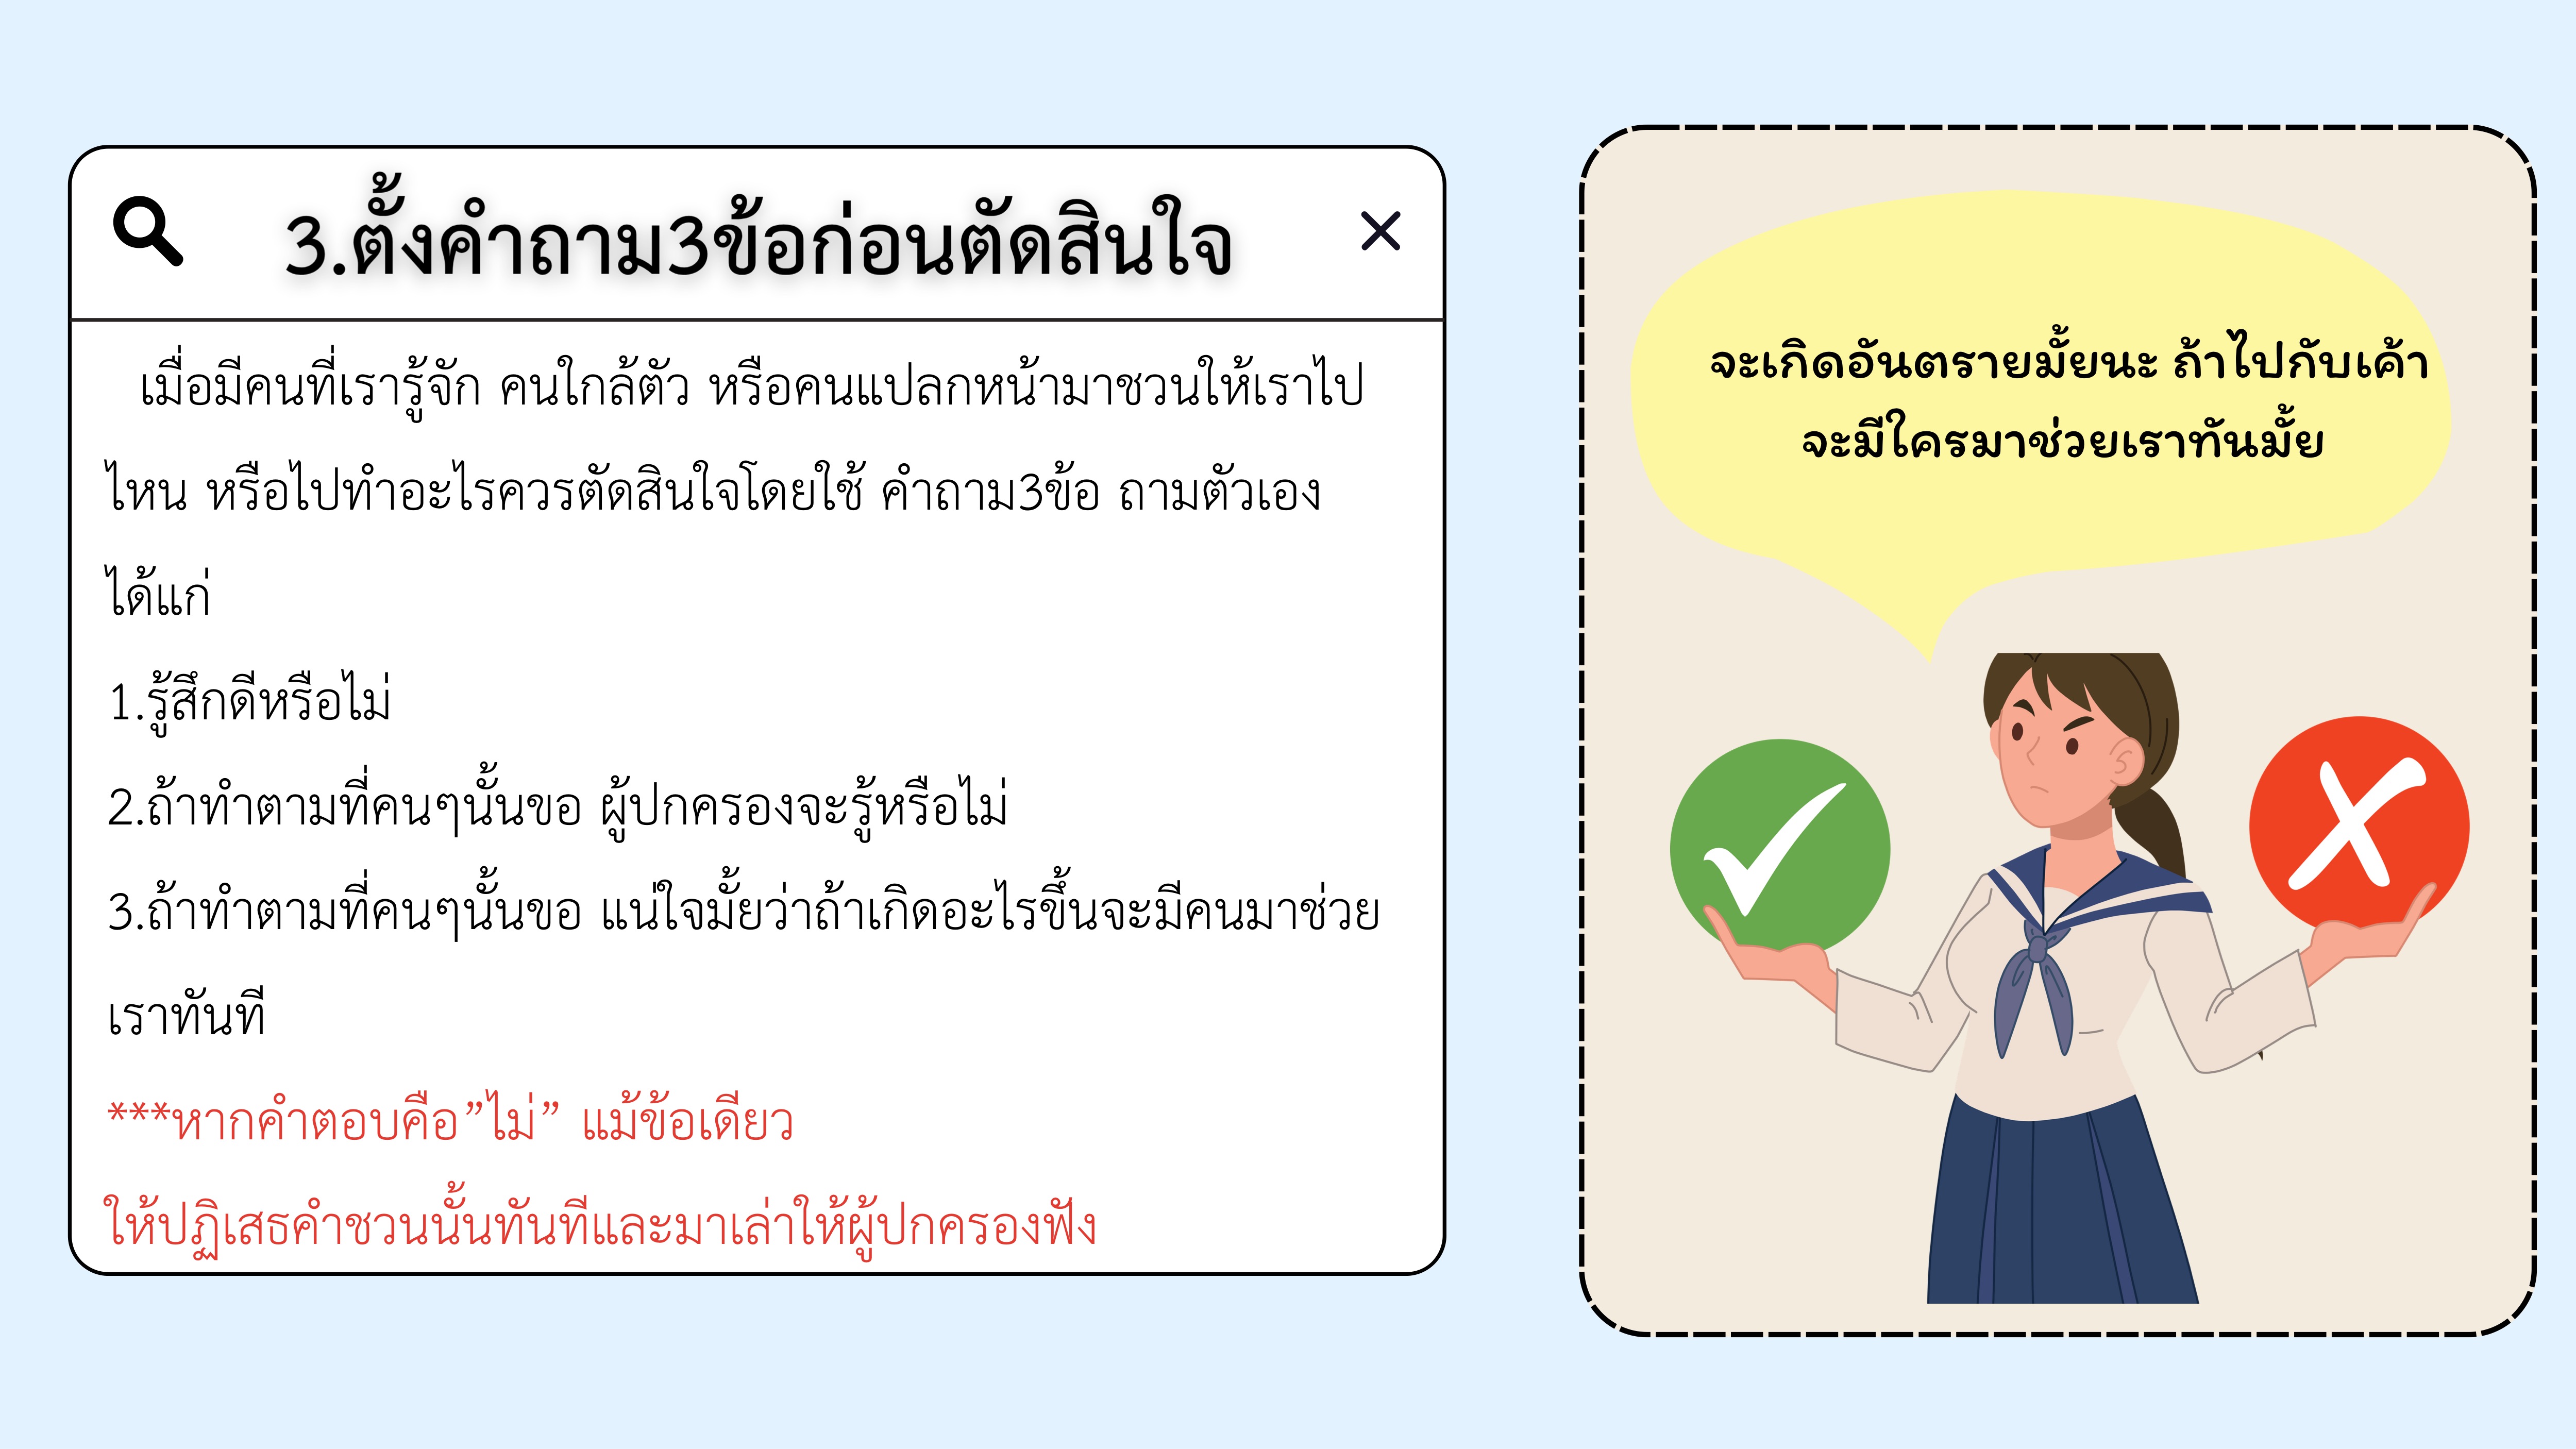 3.ตั้งคำถาม3ข้อก่อนตัดสินใจ
เมื่อมีคนที่เรารู้จัก คนใกล้ตัว หรือคนแปลกหน้ามาชวนให้เราไป
ไหน หรือไปทำอะไรควรตัดสินใจโดยใช้ คำถาม3ข้อ ถามตัวเอง
ได้แก่
1.รู้สึกดีหรือไม่
2.ถ้าทำตามที่คนๆนั้นขอ ผู้ปกครองจะรู้หรือไม่
3.ถ้าทำตามที่คนๆนั้นขอ แน่ใจมั้ยว่าถ้าเกิดอะไรขึ้นจะมีคนมาช่วย
เราทันที
***หากคำตอบคือ”ไม่” แม้ข้อเดียว
ให้ปฏิเสธคำชวนนั้นทันทีและมาเล่าให้ผู้ปกครองฟัง
จะเกิดอันตรายมั้ยนะ ถ้าไปกับเค้า
จะมีใครมาช่วยเราทันมั้ย